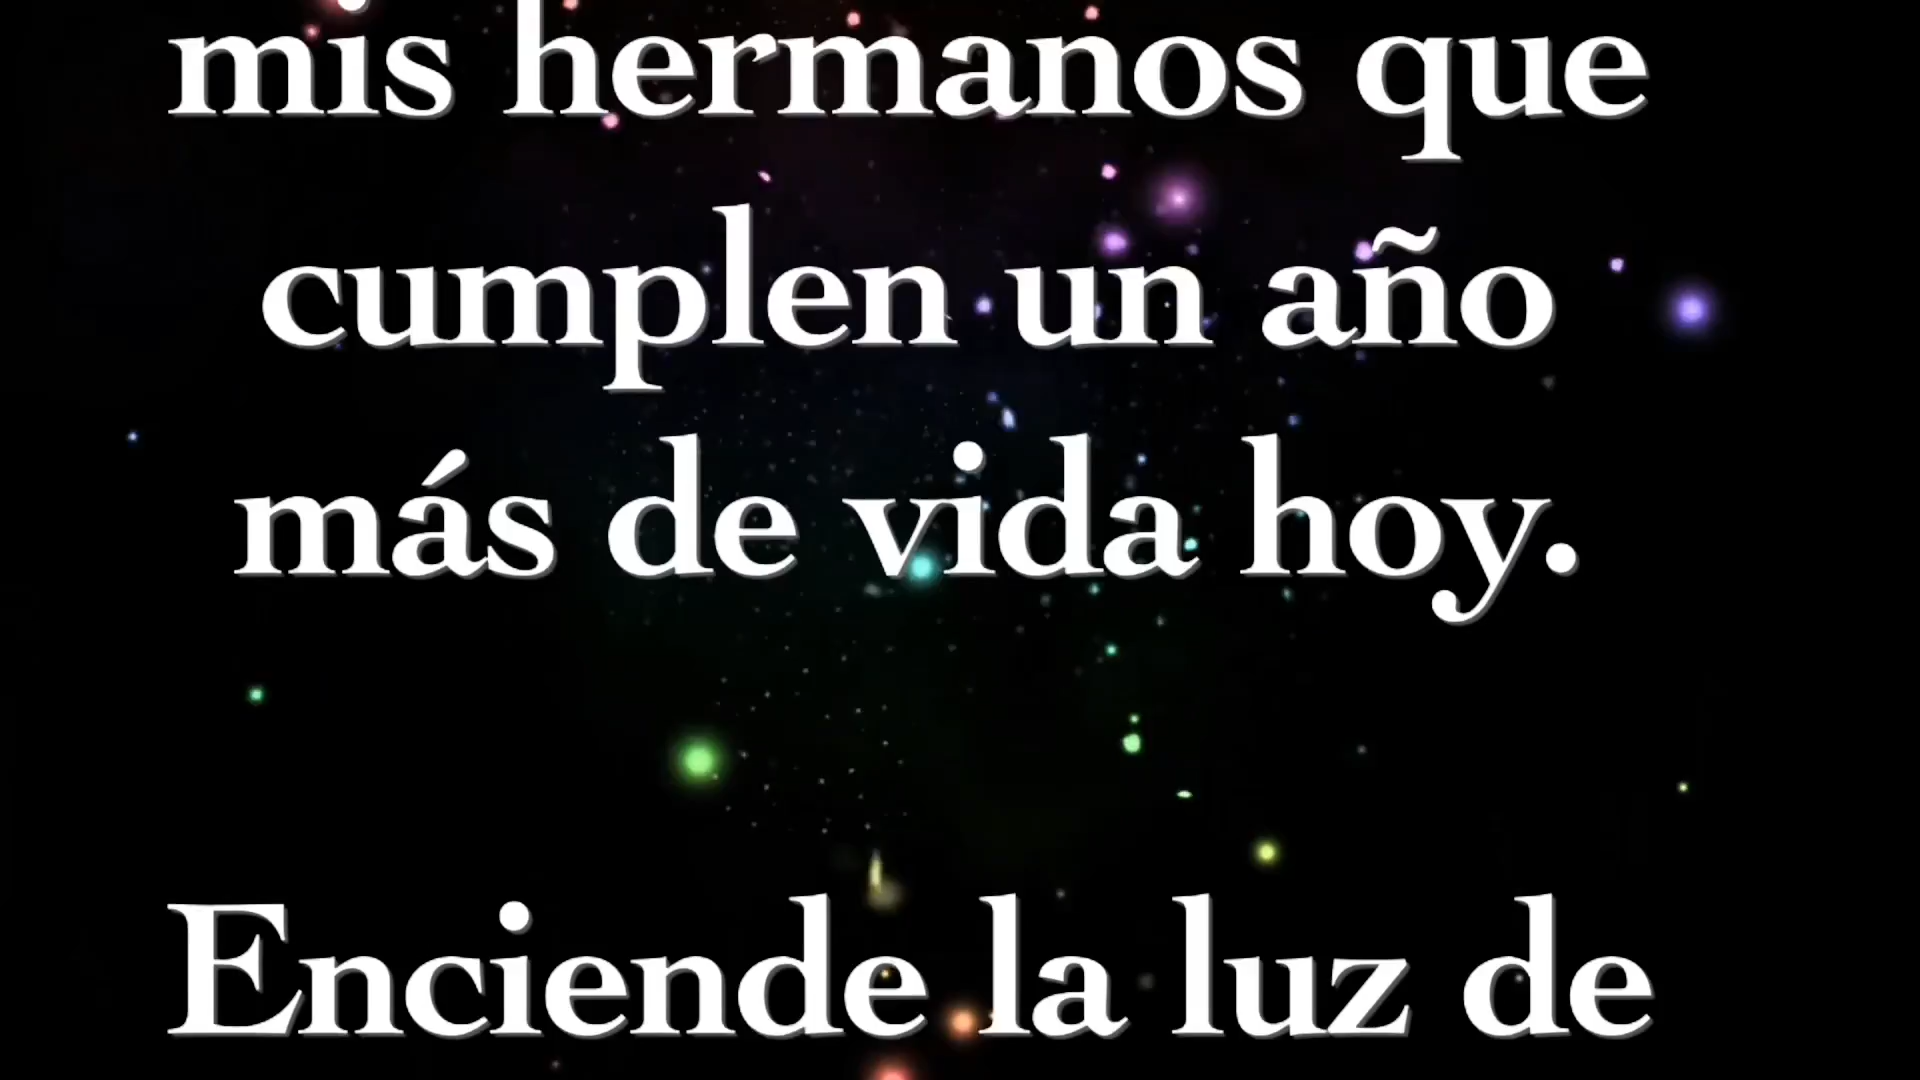 mis hermanos que
cumplen un año
más de vida hoy.
Enciende la luz de